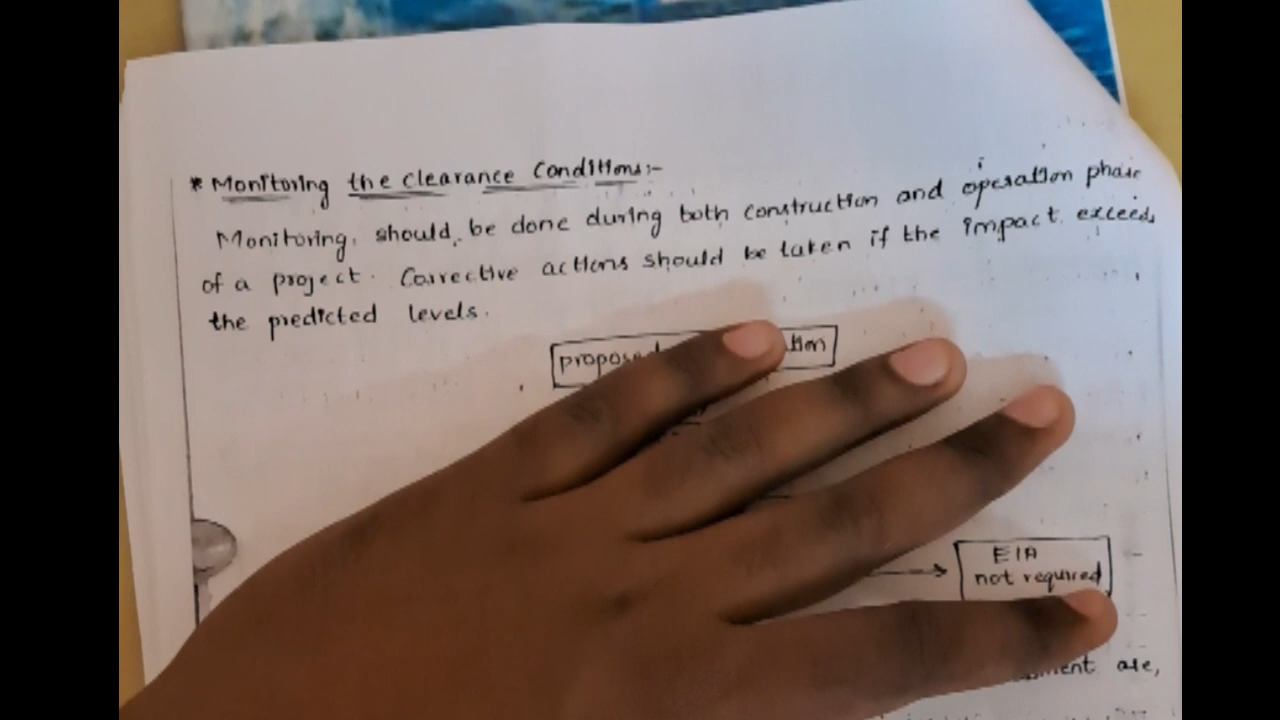 * Monitoring the clearance conditions:-
Monitoring, should, be done during both construction and operation phase
of a project. Corrective actions should be taken if the impact exceeds
the predicted levels.
EIA
not required
are,